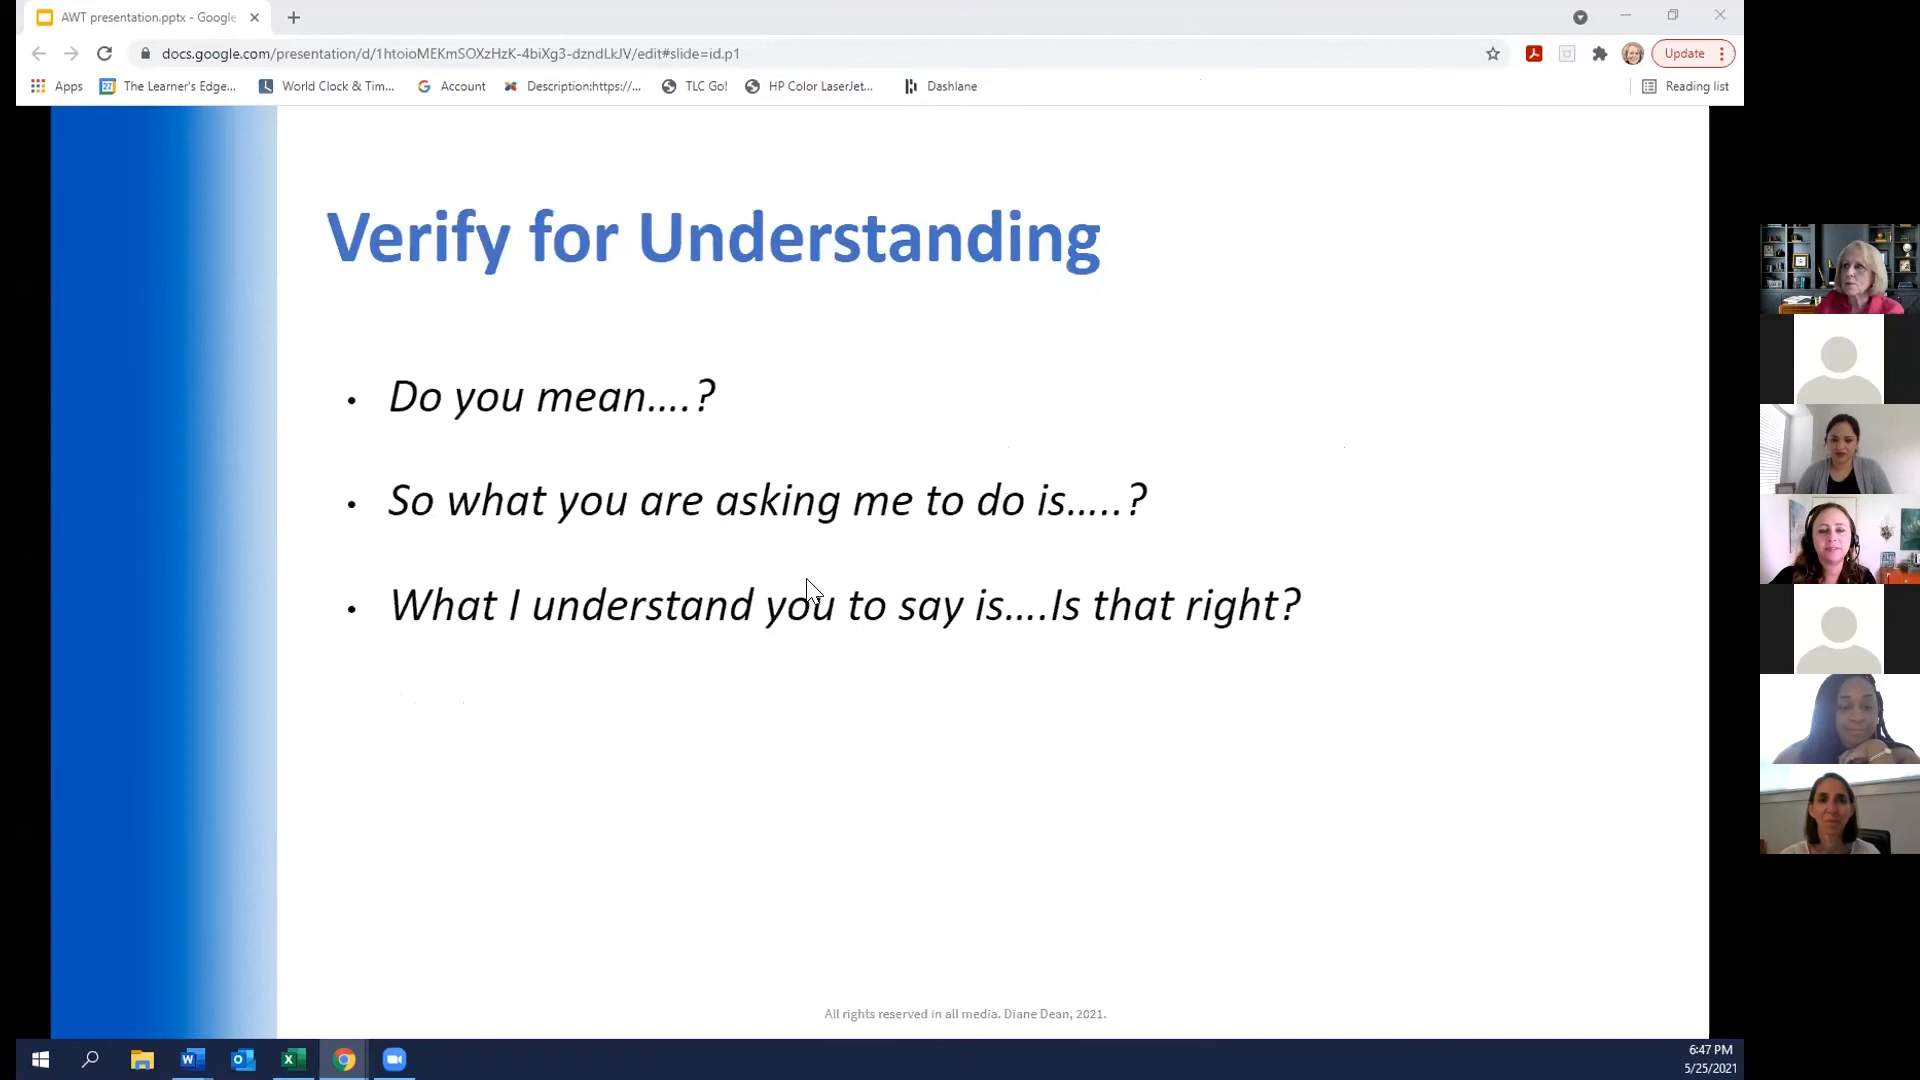 AWT presentation.pptx - Google
docs.google.com/presentation/d/1htoioMEKmSOXzHzK-4biXg3-dzndLkJV/edit#slide=id.p1
Update
Apps
27
The Learner's Edge...
World Clock & Tim...
Account
Description:https://...
TLC Go!
HP Color LaserJet...
Dashlane
Reading list
Verify for Understanding
• Do you mean....?
• So what you are asking me to do is.....?
• What I understand you to say is....Is that right?
All rights reserved in all media. Diane Dean, 2021.
6:47 PM
5/25/2021